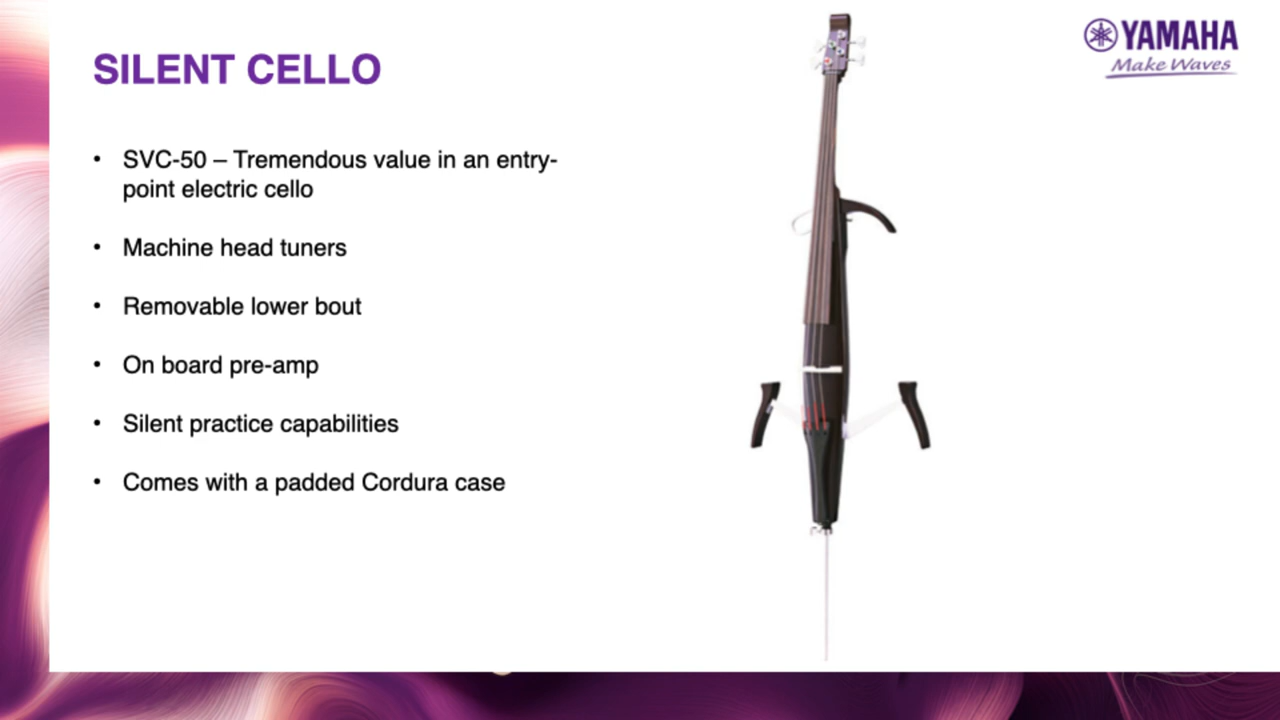 SILENT CELLO
YAMAHA
Make Waves
• SVC-50 – Tremendous value in an entry-
point electric cello
• Machine head tuners
• Removable lower bout
• On board pre-amp
• Silent practice capabilities
• Comes with a padded Cordura case